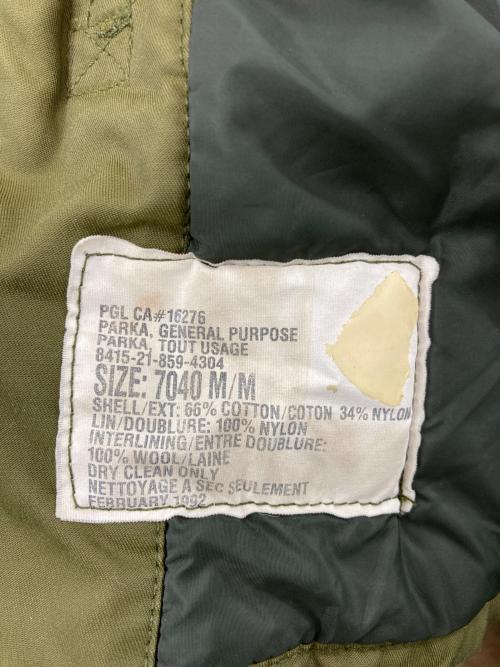 PGL CA#16276
PARKA, GENERAL PURPOSE
PARKA, TOUT USAGE
8415-21-859-4304
SIZE: 7040 M/M
SHELL/EXT: 66% COTTON/COTON 34% NYLON
LIN/DOUBLURE: 100% NYLON
INTERLINING/ENTRE DOUBLURE:
100% WOOL/LAINE
DRY CLEAN ONLY
NETTOYAGE A SEC SEULEMENT
FEBRUARY 1992